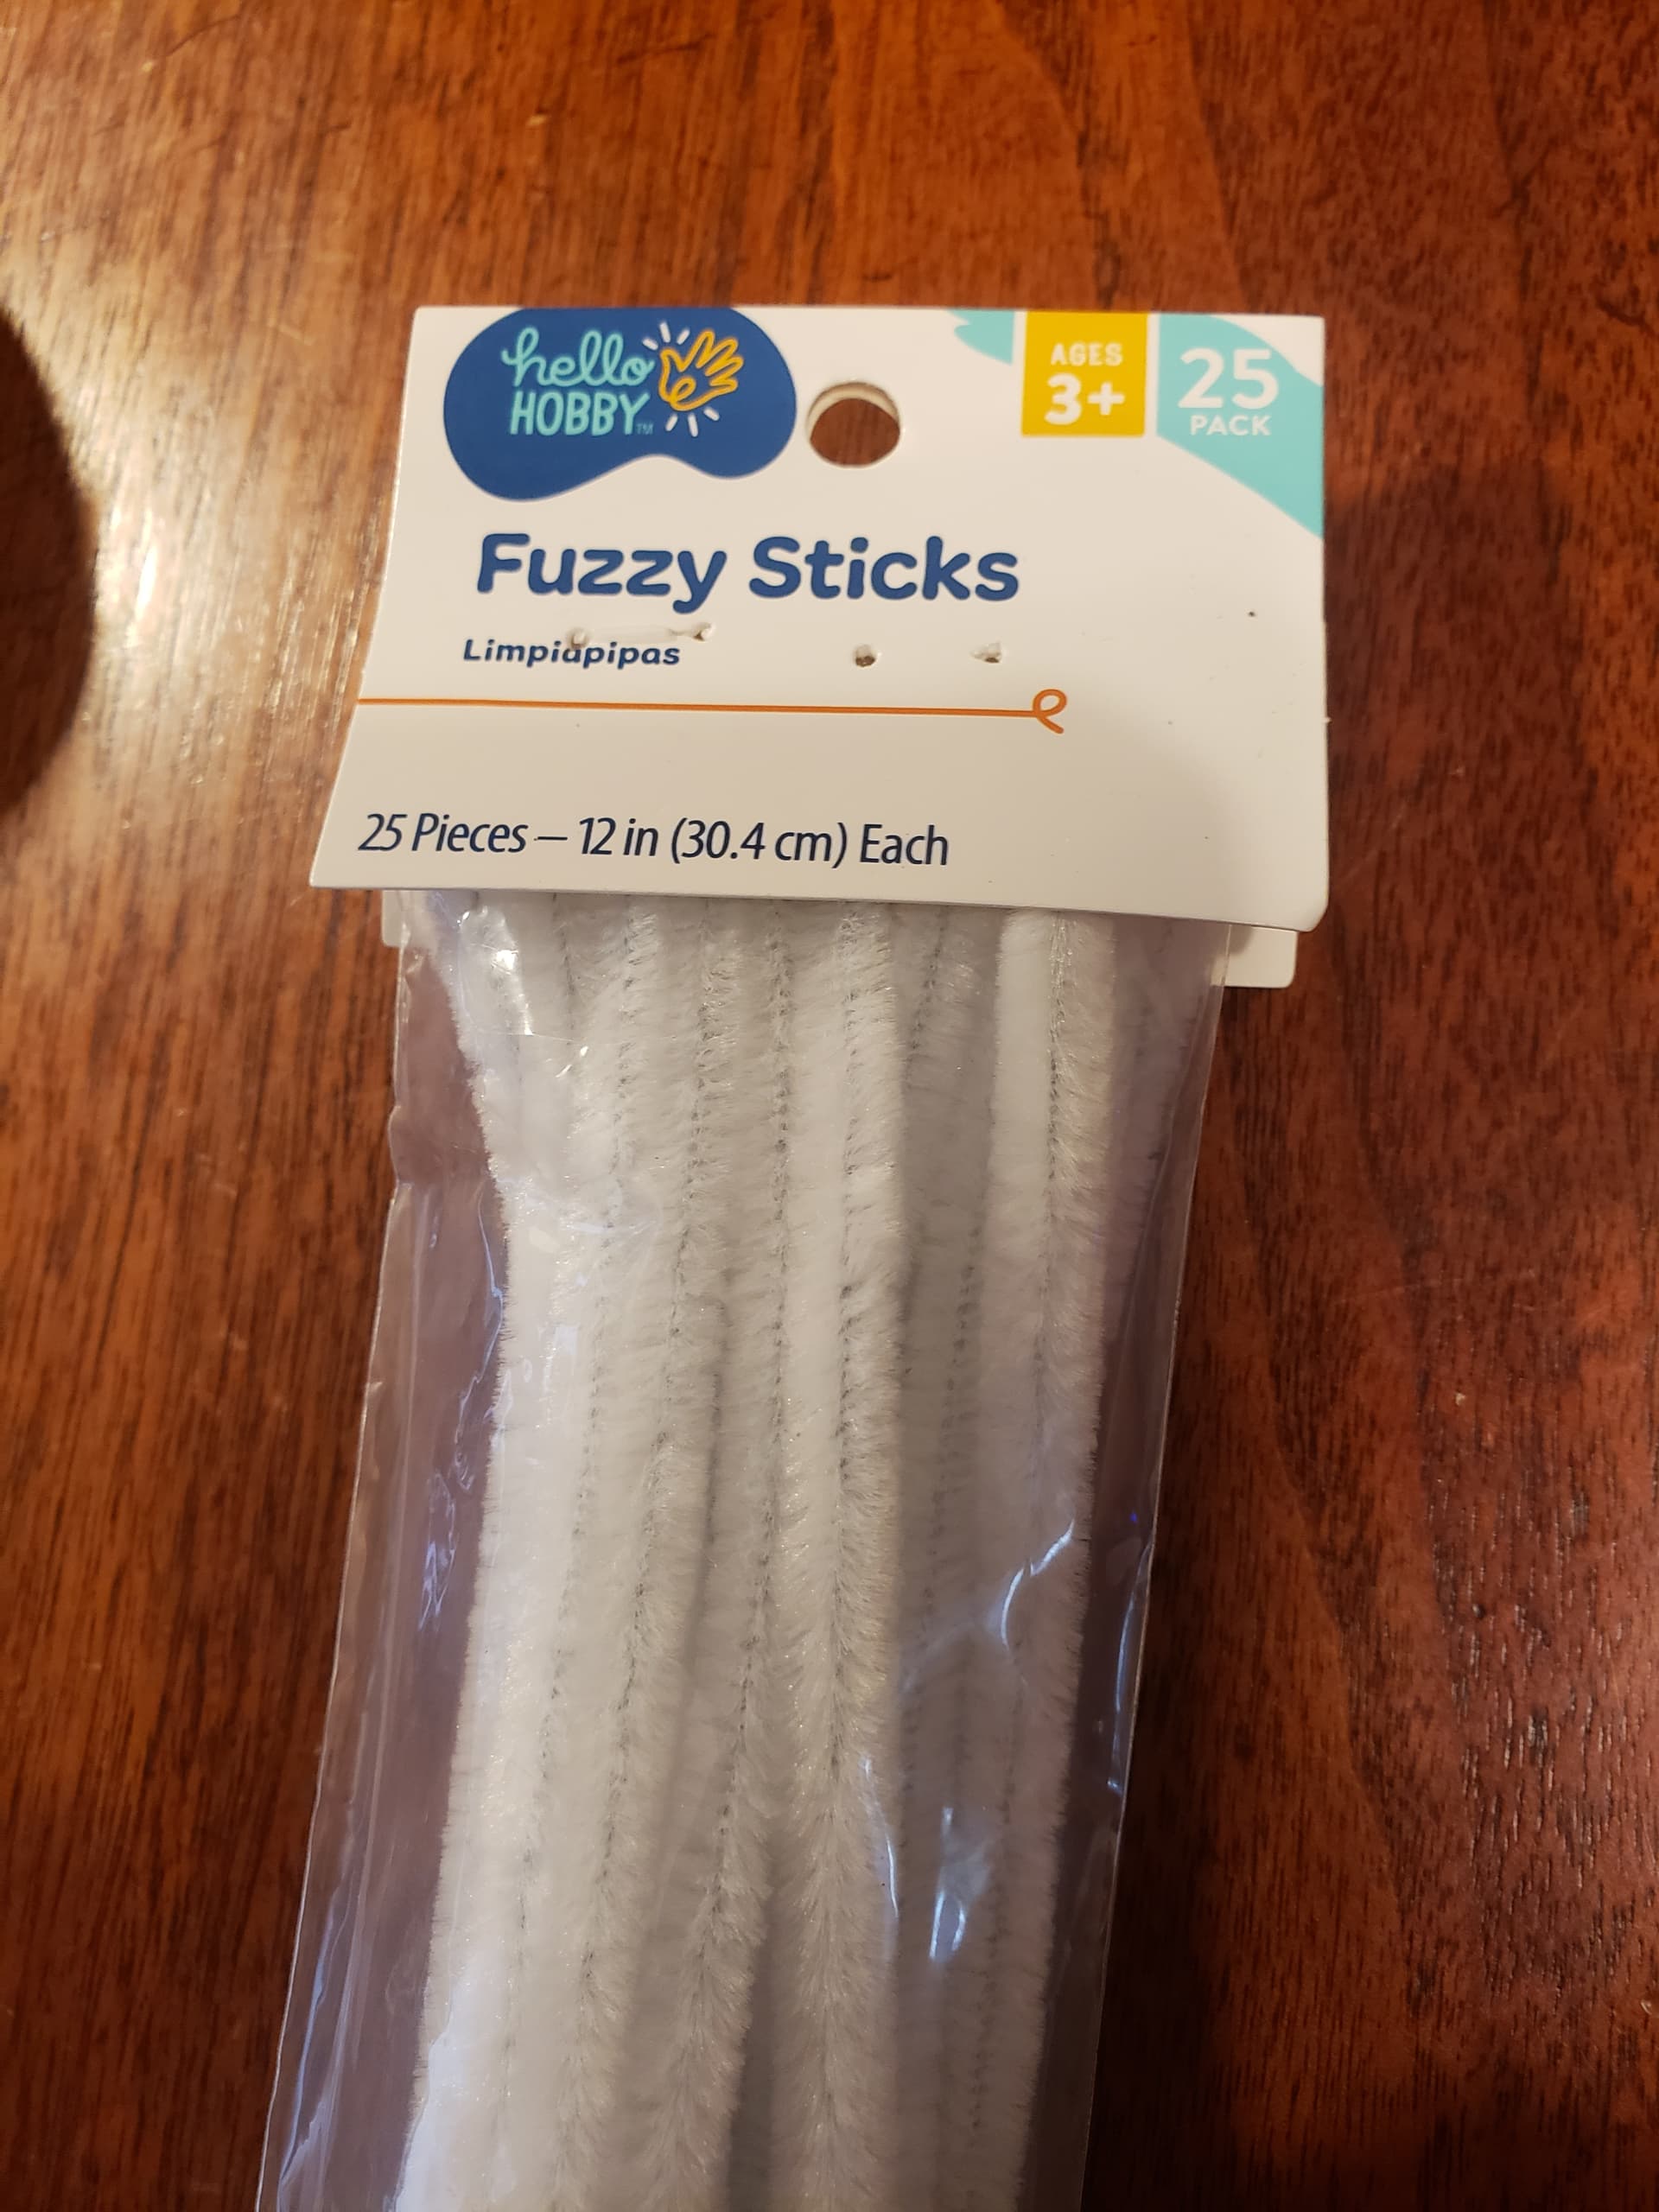 hello
HOBBY™
AGES
3+
25
PACK
Fuzzy Sticks
Limpiapipas
25 Pieces – 12 in (30.4 cm) Each